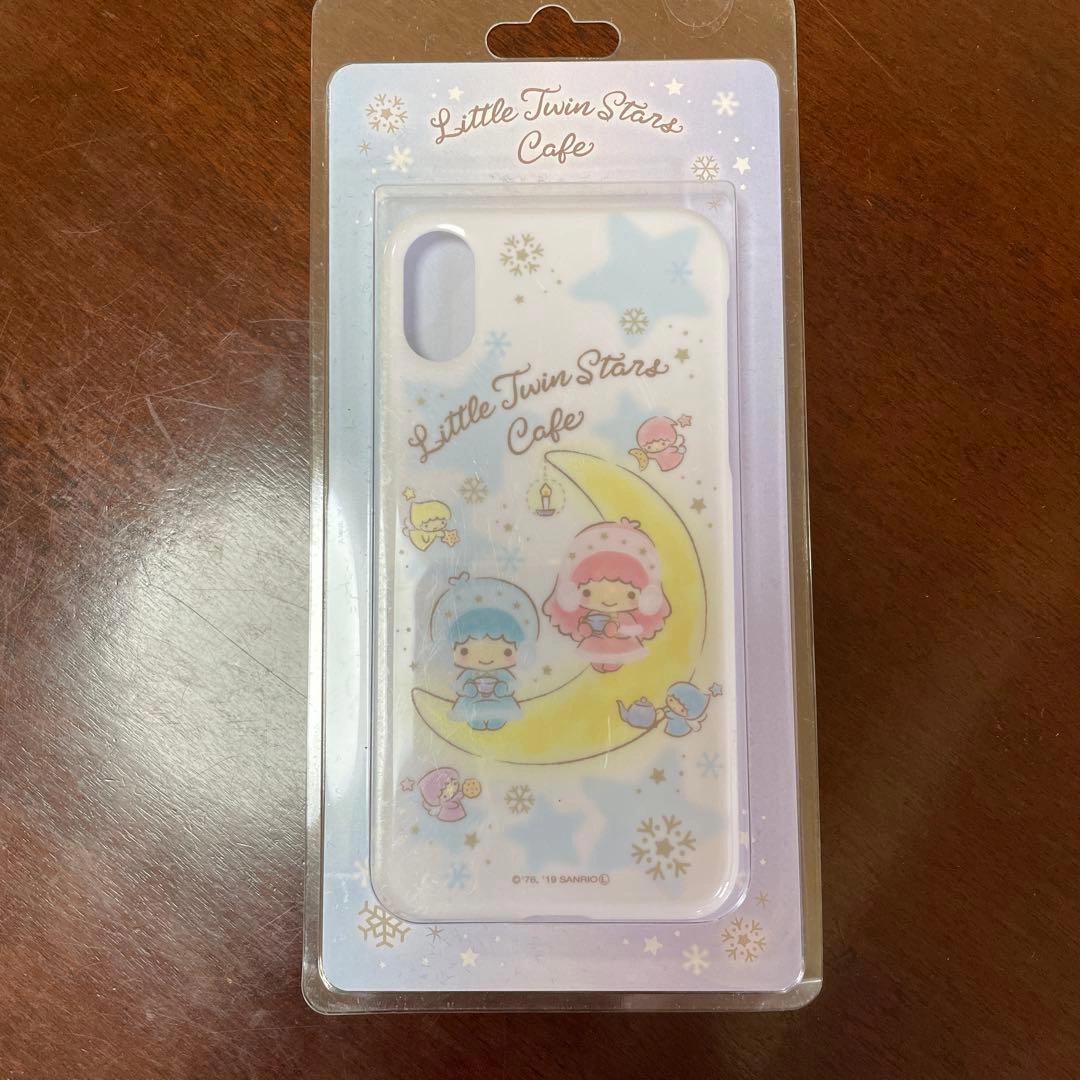 Little Twin Stars
Cafe
Little Twin Stars
Cafe
©'76, '19 SANRIO Ⓛ